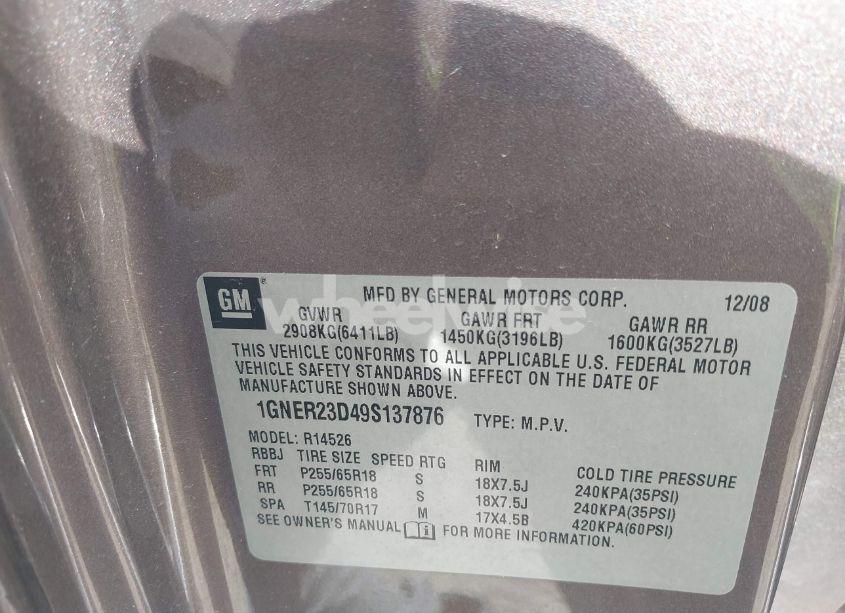 GM
MFD BY GENERAL MOTORS CORP. 12/08
GVWR GAWR FRT GAWR RR
2908KG(6411LB) 1450KG(3196LB) 1600KG(3527LB)
THIS VEHICLE CONFORMS TO ALL APPLICABLE U.S. FEDERAL MOTOR
VEHICLE SAFETY STANDARDS IN EFFECT ON THE DATE OF
MANUFACTURE SHOWN ABOVE.
1GNER23D49S137876 TYPE: M.P.V.
MODEL: R14526
RBBJ TIRE SIZE SPEED RTG RIM COLD TIRE PRESSURE
FRT P255/65R18 S 18X7.5J 240KPA(35PSI)
RR P255/65R18 S 18X7.5J 240KPA(35PSI)
SPA T145/70R17 M 17X4.5B 420KPA(60PSI)
SEE OWNER'S MANUAL FOR MORE INFORMATION.
wheelwise